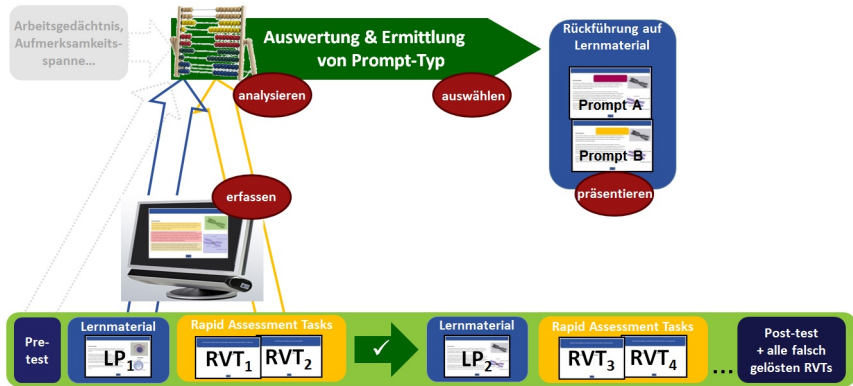 Arbeitsgedächtnis,
Aufmerksamkeits-
spanne...
Auswertung & Ermittlung
von Prompt-Typ
Rückführung auf
Lernmaterial
analysieren
auswählen
Prompt A
Prompt B
präsentieren
erfassen
Pre-
test
Lernmaterial
LP1
Rapid Assessment Tasks
RVT1
RVT2
✓
Lernmaterial
LP2
Rapid Assessment Tasks
RVT3
RVT4
...
Post-test
+ alle falsch
gelösten RVTs